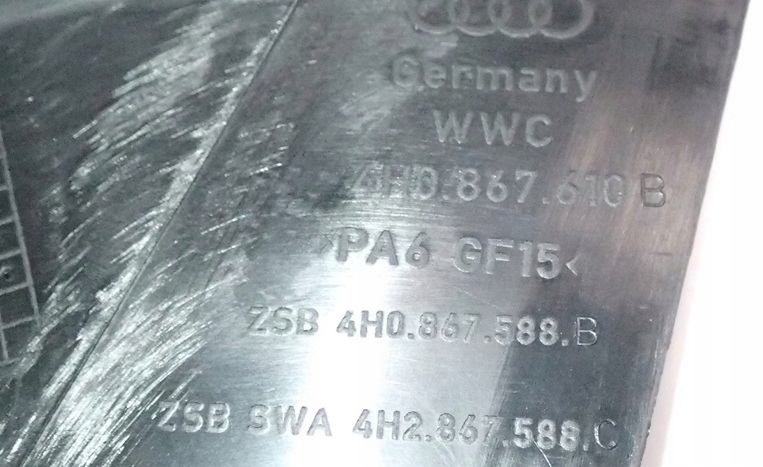 Germany
WWC
4H0.867.610 B
>PA6 GF15<
ZSB 4H0.867.588.B
ZSB SWA 4H2.867.588.C